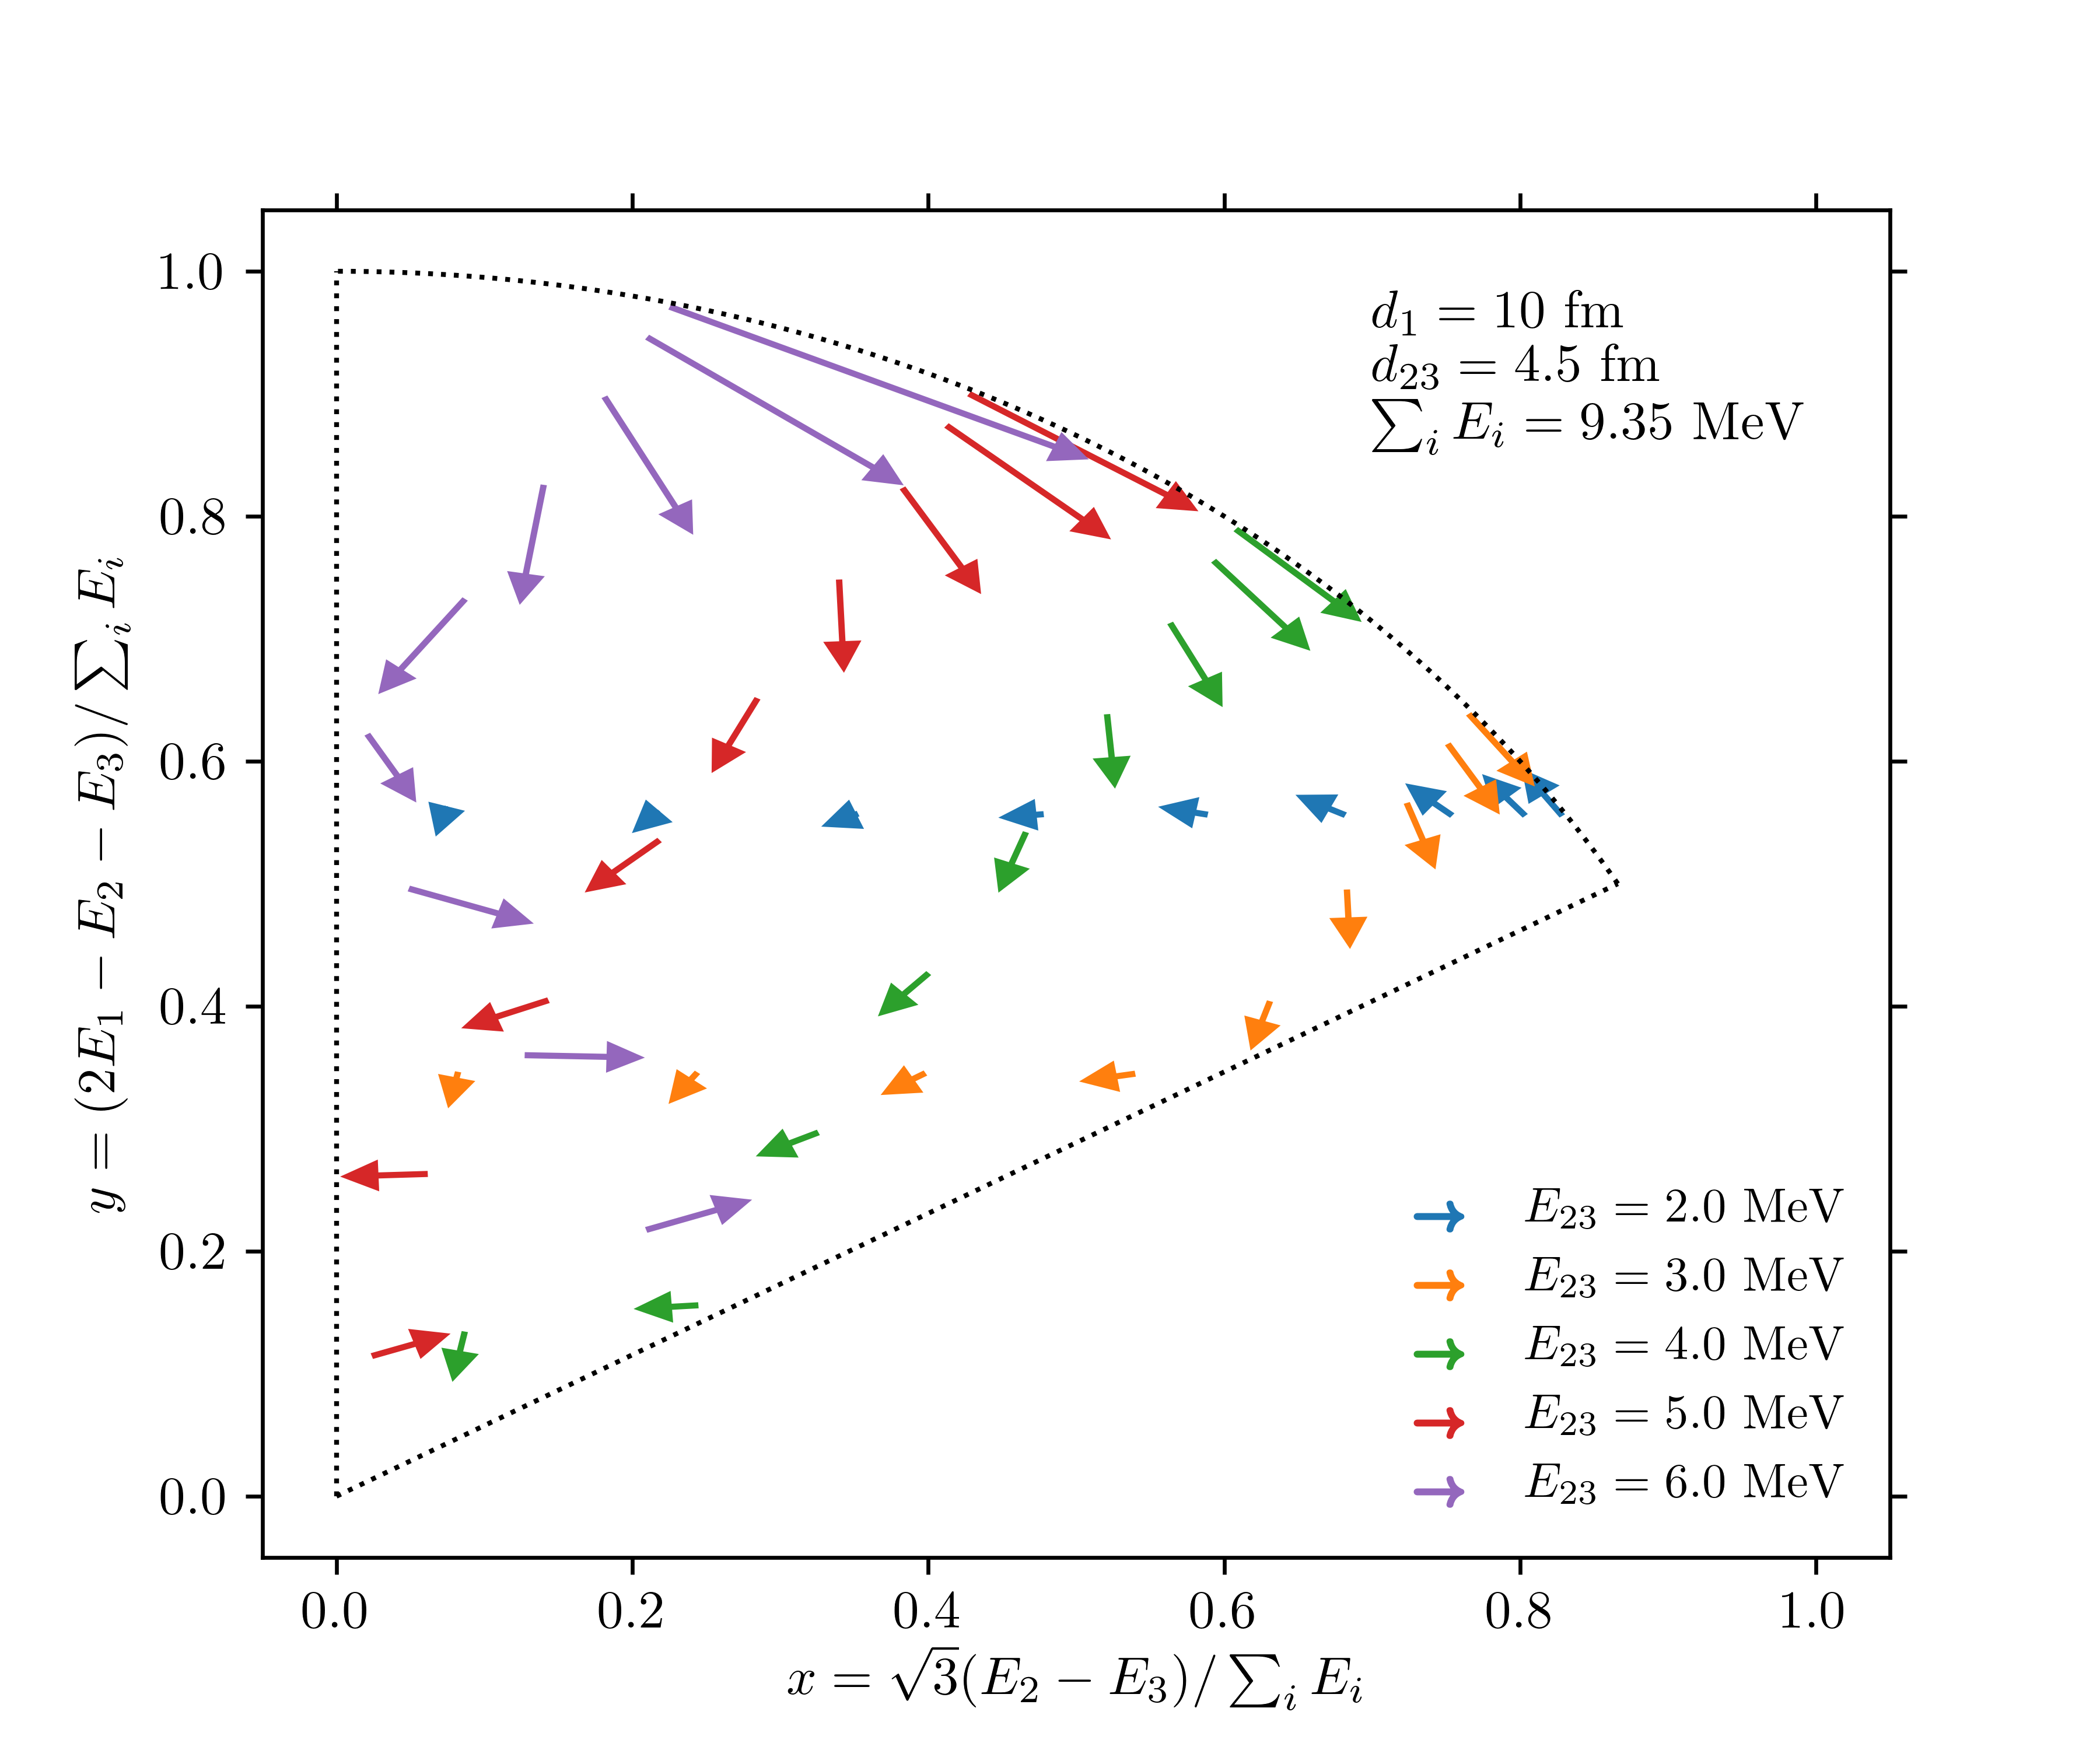 d₁ = 10 fm
d₂₃ = 4.5 fm
∑ᵢ Eᵢ = 9.35 MeV
y = (2E₁ − E₂ − E₃)/ ∑ᵢ Eᵢ
1.0
0.8
0.6
0.4
0.2
0.0
E₂₃ = 2.0 MeV
E₂₃ = 3.0 MeV
E₂₃ = 4.0 MeV
E₂₃ = 5.0 MeV
E₂₃ = 6.0 MeV
0.0 0.2 0.4 0.6 0.8 1.0
x = √3(E₂ − E₃)/ ∑ᵢ Eᵢ